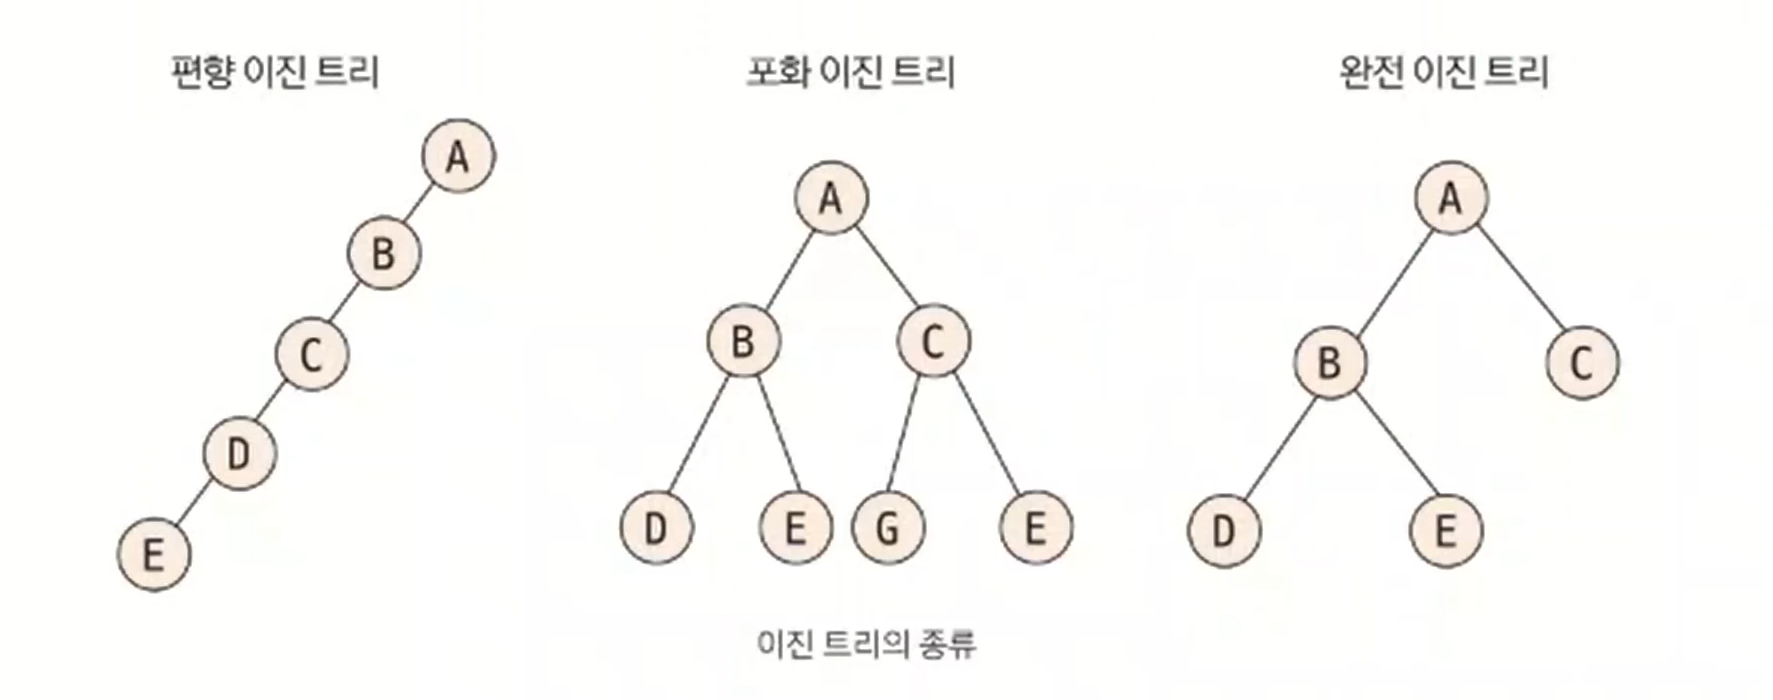 편향 이진 트리
A
B
C
D
E
포화 이진 트리
A
B C
D E G E
완전 이진 트리
A
B C
D E
이진 트리의 종류